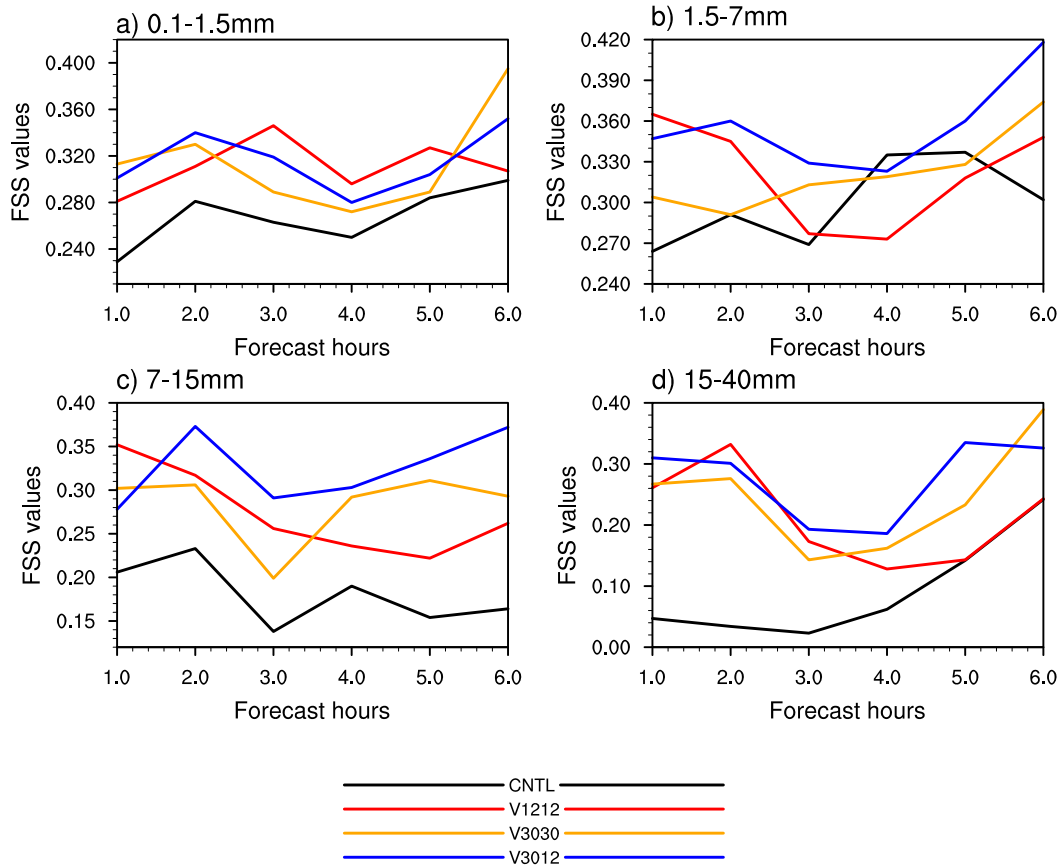 a) 0.1-1.5mm
0.400
0.360
0.320
0.280
0.240
FSS values
1.0 2.0 3.0 4.0 5.0 6.0
Forecast hours
b) 1.5-7mm
0.420
0.390
0.360
0.330
0.300
0.270
0.240
FSS values
1.0 2.0 3.0 4.0 5.0 6.0
Forecast hours
c) 7-15mm
0.40
0.35
0.30
0.25
0.20
0.15
FSS values
1.0 2.0 3.0 4.0 5.0 6.0
Forecast hours
d) 15-40mm
0.40
0.30
0.20
0.10
0.00
FSS values
1.0 2.0 3.0 4.0 5.0 6.0
Forecast hours
CNTL
V1212
V3030
V3012